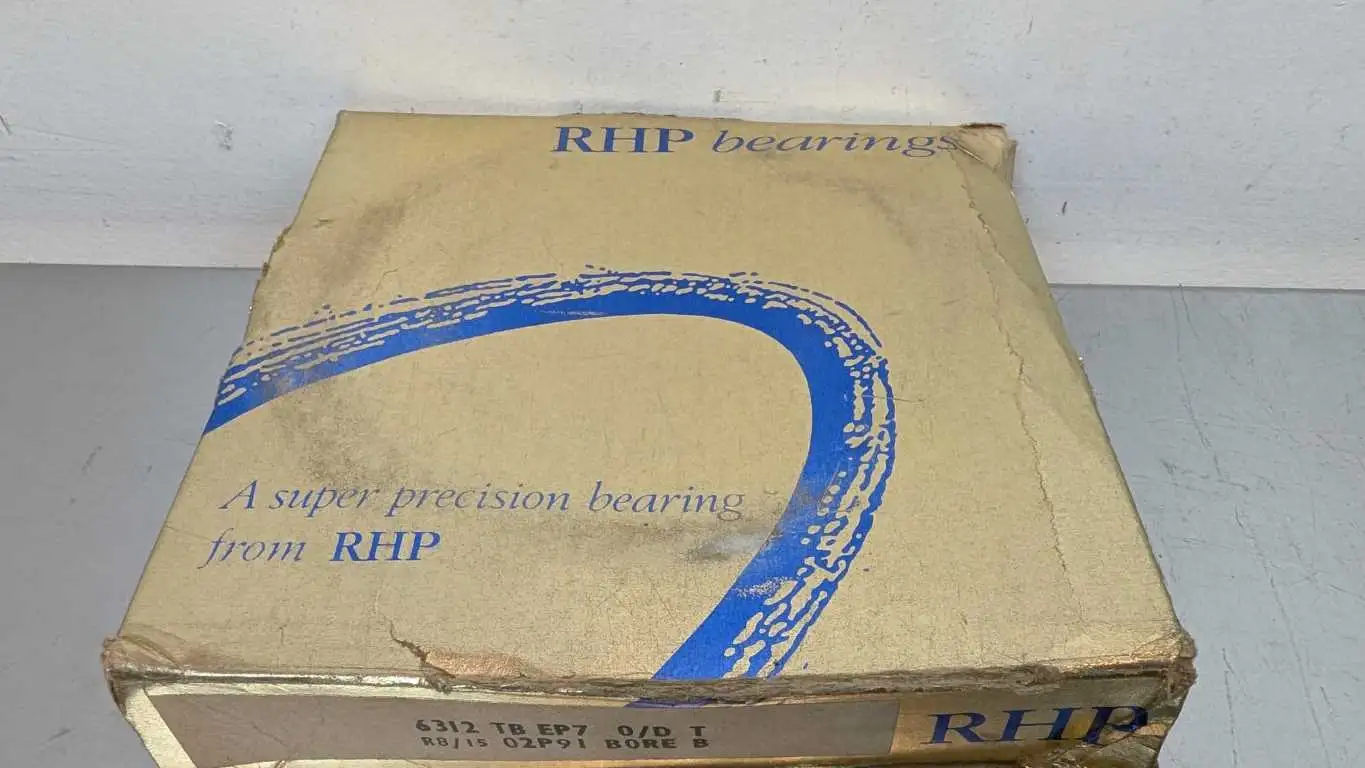 RHP bearings
A super precision bearing
from RHP
6312 TB EP7 O/D T
R8/15 02P91 BORE B
RHP